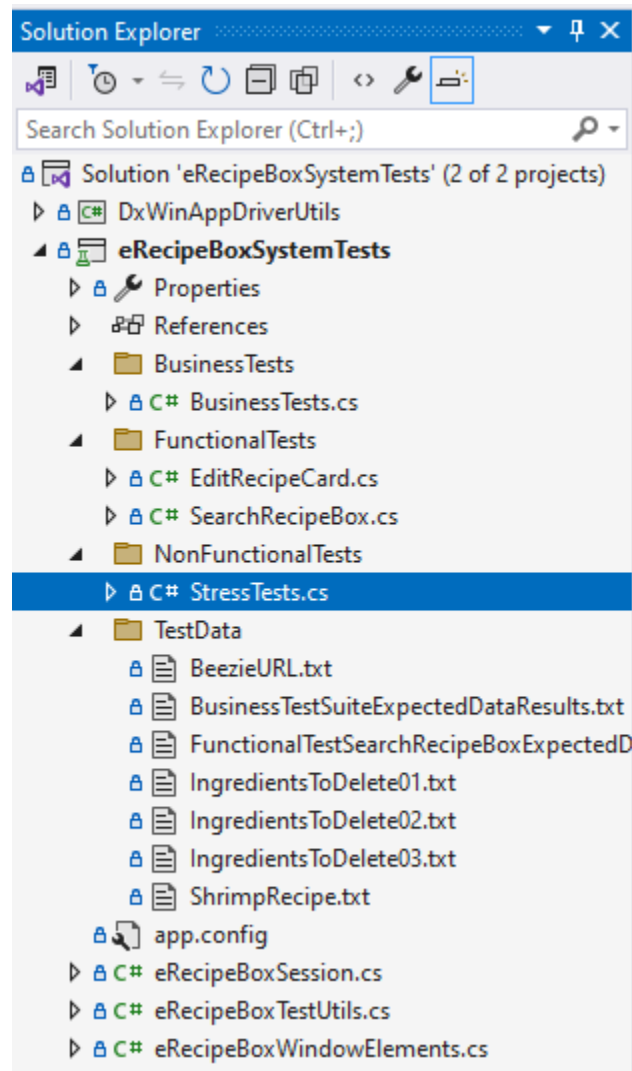 Solution Explorer
Search Solution Explorer (Ctrl+;)
Solution 'eRecipeBoxSystemTests' (2 of 2 projects)
C# DxWinAppDriverUtils
eRecipeBoxSystemTests
Properties
References
BusinessTests
C# BusinessTests.cs
FunctionalTests
C# EditRecipeCard.cs
C# SearchRecipeBox.cs
NonFunctionalTests
C# StressTests.cs
TestData
BeezieURL.txt
BusinessTestSuiteExpectedDataResults.txt
FunctionalTestSearchRecipeBoxExpectedD
IngredientsToDelete01.txt
IngredientsToDelete02.txt
IngredientsToDelete03.txt
ShrimpRecipe.txt
app.config
C# eRecipeBoxSession.cs
C# eRecipeBoxTestUtils.cs
C# eRecipeBoxWindowElements.cs